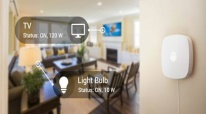 TV
Status: ON, 120 W
Light Bulb
Status: ON, 10 W